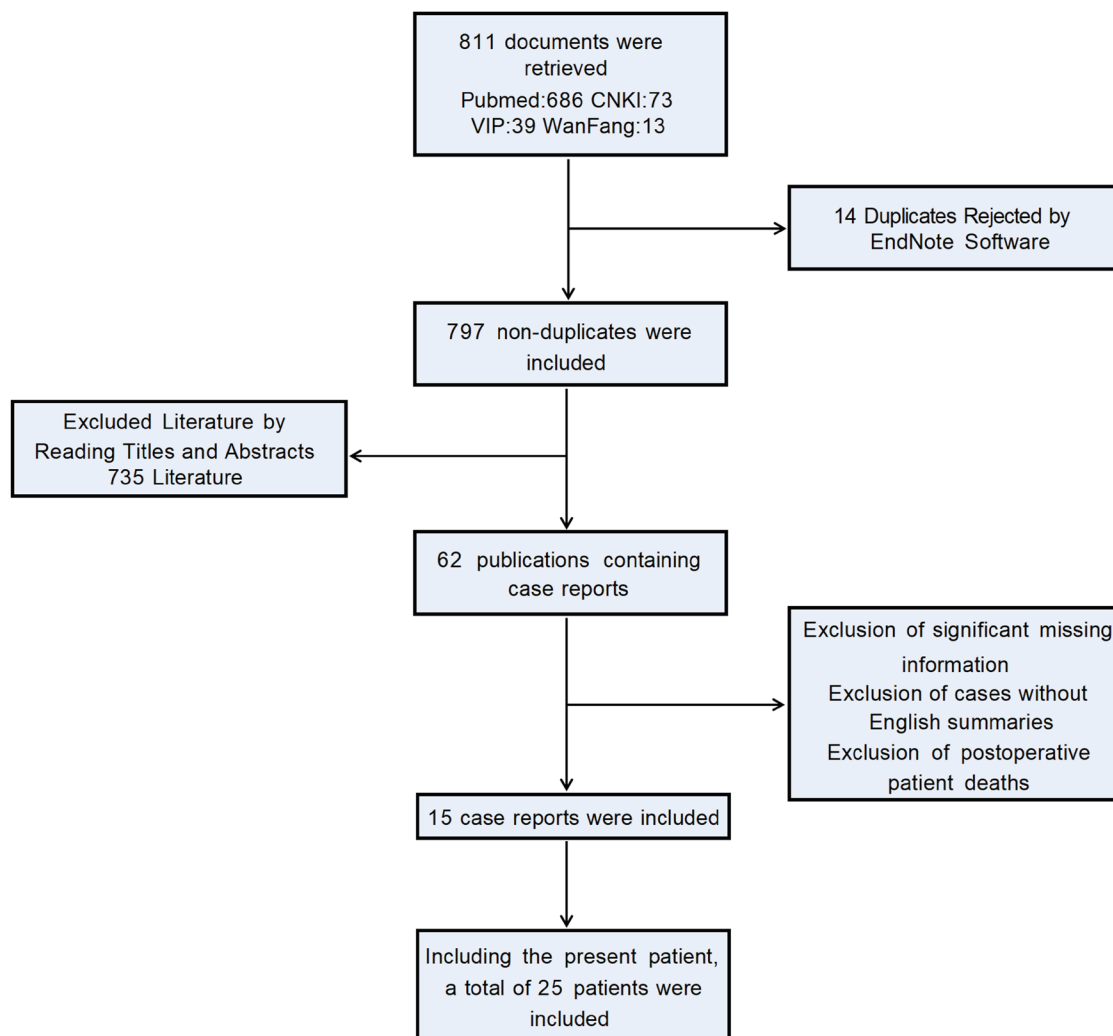 811 documents were
retrieved
Pubmed:686 CNKI:73
VIP:39 WanFang:13
14 Duplicates Rejected by
EndNote Software
797 non-duplicates were
included
Excluded Literature by
Reading Titles and Abstracts
735 Literature
62 publications containing
case reports
Exclusion of significant missing
information
Exclusion of cases without
English summaries
Exclusion of postoperative
patient deaths
15 case reports were included
Including the present patient,
a total of 25 patients were
included